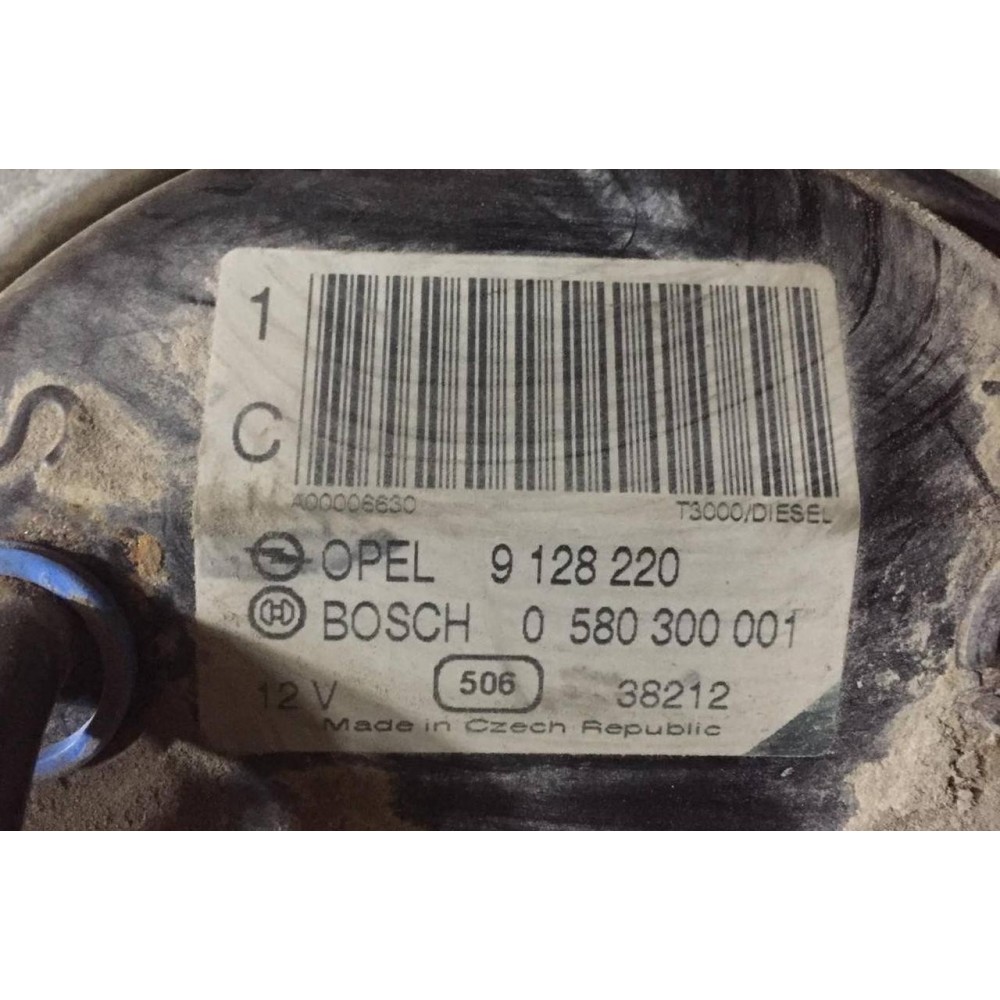 1
C
A00006630 T3000/DIESEL
OPEL 9 128 220
BOSCH 0 580 300 001
12 V 506 38212
Made in Czech Republic